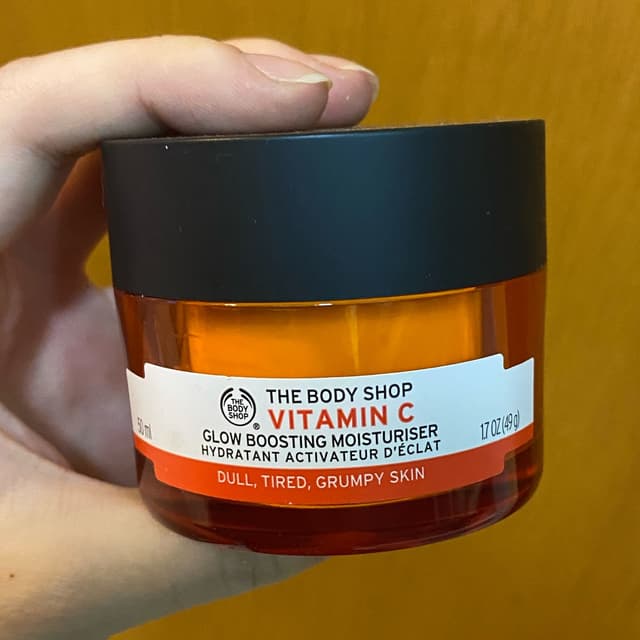 THE
BODY
SHOP
®
THE BODY SHOP
VITAMIN C
GLOW BOOSTING MOISTURISER
HYDRATANT ACTIVATEUR D'ÉCLAT
50 ml
1.7 OZ (49 g)
DULL, TIRED, GRUMPY SKIN